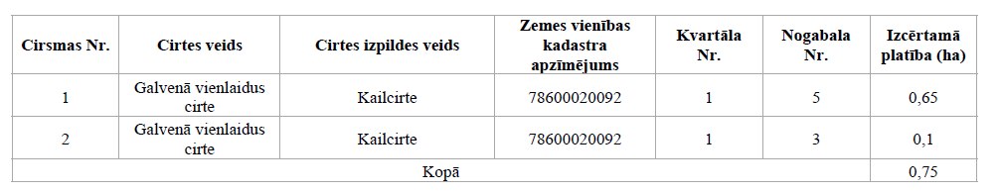 Cirsmas Nr. Cirtes veids Cirtes izpildes veids Zemes vienības kadastra apzīmējums Kvartāla Nr. Nogabala Nr. Izcērtamā platība (ha)
1 Galvenā vienlaidus cirte Kailcirte 78600020092 1 5 0,65
2 Galvenā vienlaidus cirte Kailcirte 78600020092 1 3 0,1
Kopā 0,75